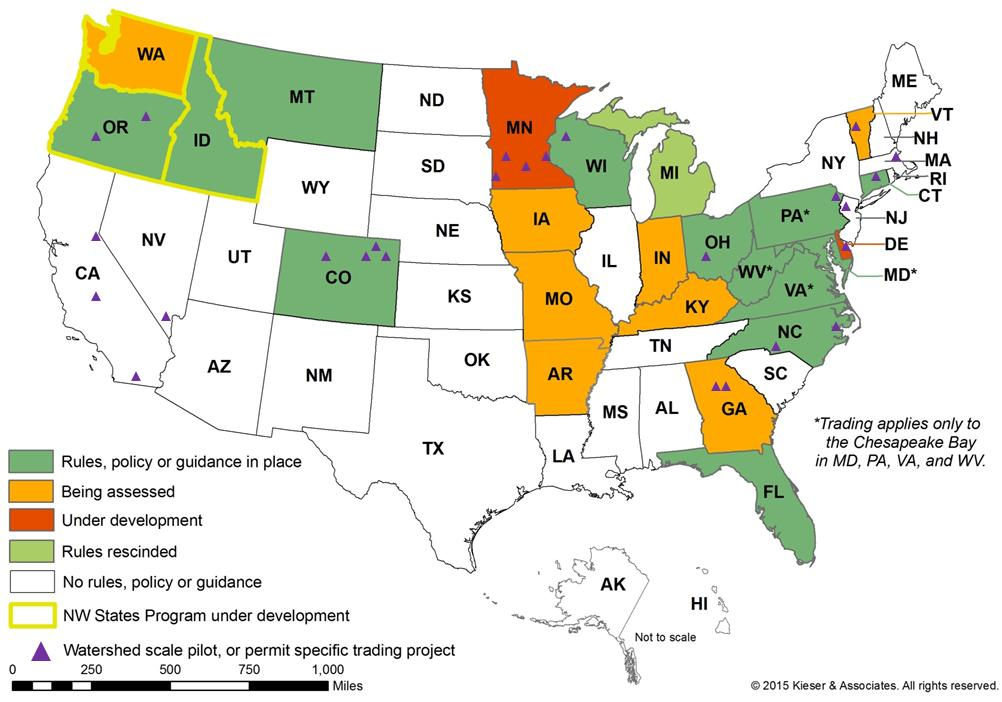 WA
MT
ND
MN
ME
VT
OR
ID
SD
WI
MI
NY
NH
MA
RI
CT
WY
NE
IA
PA*
NJ
NV
UT
CO
IL
IN
OH
WV*
DE
MD*
CA
KS
MO
KY
VA*
AZ
NM
OK
AR
TN
NC
SC
TX
LA
MS
AL
GA
FL
*Trading applies only to
the Chesapeake Bay
in MD, PA, VA, and WV.
Rules, policy or guidance in place
Being assessed
Under development
Rules rescinded
No rules, policy or guidance
NW States Program under development
Watershed scale pilot, or permit specific trading project
AK
HI
Not to scale
0 250 500 750 1,000
Miles
© 2015 Kieser & Associates. All rights reserved.